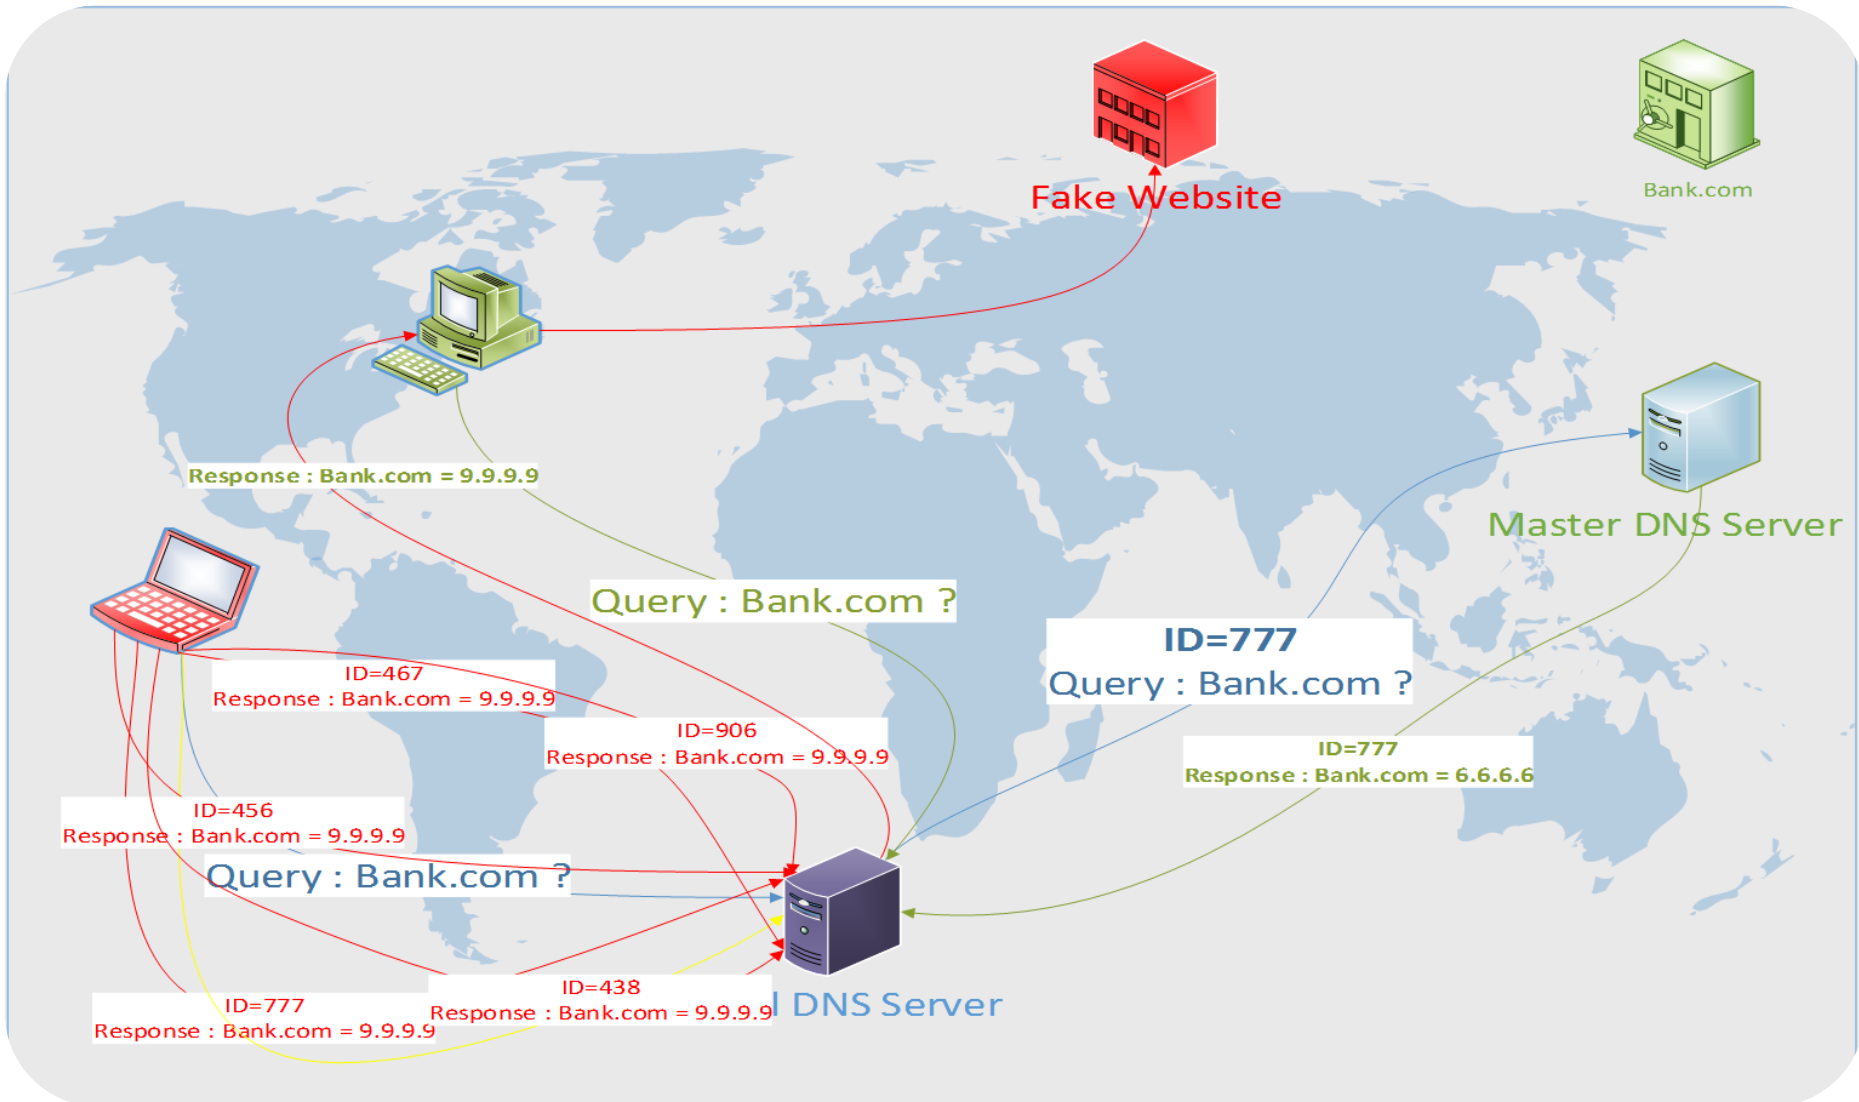 Fake Website
Bank.com
Response : Bank.com = 9.9.9.9
Master DNS Server
Query : Bank.com ?
ID=777
Query : Bank.com ?
ID=467
Response : Bank.com = 9.9.9.9
ID=906
Response : Bank.com = 9.9.9.9
ID=777
Response : Bank.com = 6.6.6.6
ID=456
Response : Bank.com = 9.9.9.9
Query : Bank.com ?
ID=438
Response : Bank.com = 9.9.9.9
ID=777
Response : Bank.com = 9.9.9.9
l DNS Server